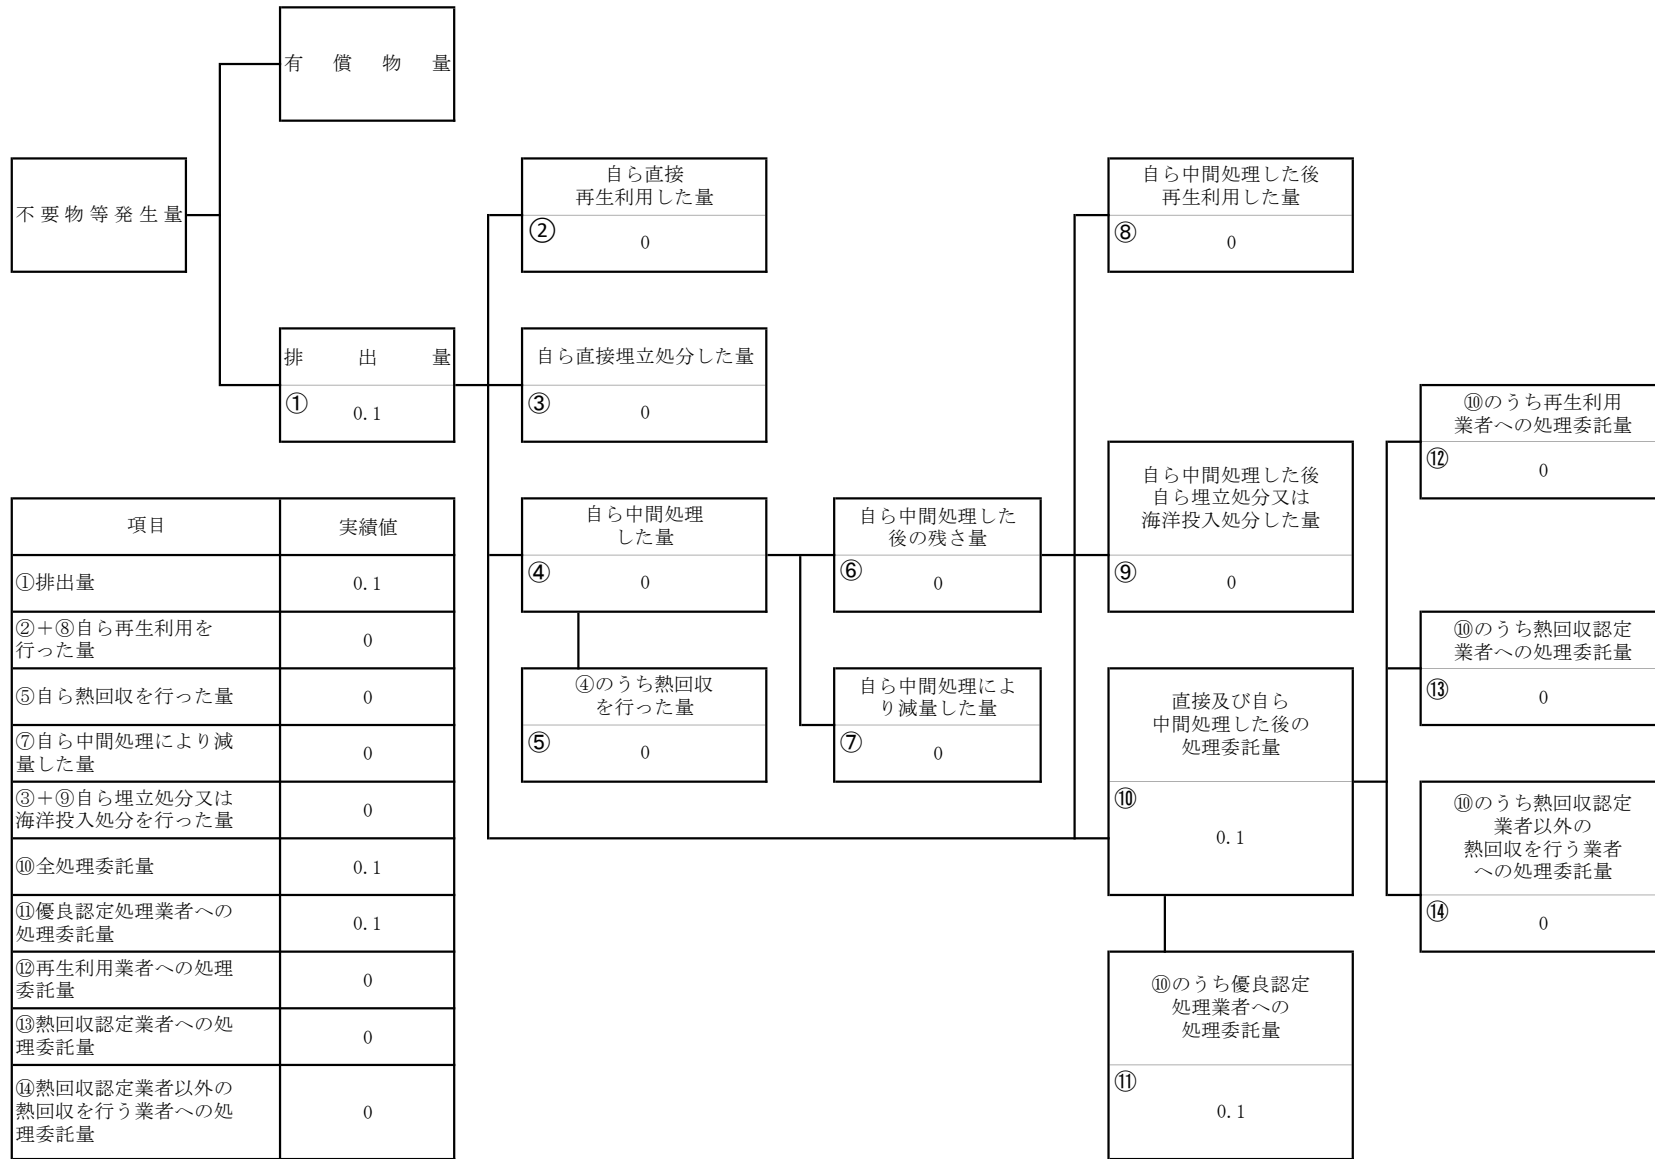 有償物量
不要物等発生量
排出量
①
0.1
自ら直接
再生利用した量
②
0
自ら直接埋立処分した量
③
0
自ら中間処理
した量
④
0
④のうち熱回収
を行った量
⑤
0
自ら中間処理した
後の残さ量
⑥
0
自ら中間処理によ
り減量した量
⑦
0
自ら中間処理した後
再生利用した量
⑧
0
自ら中間処理した後
自ら埋立処分又は
海洋投入処分した量
⑨
0
直接及び自ら
中間処理した後の
処理委託量
⑩
0.1
⑩のうち優良認定
処理業者への
処理委託量
⑪
0.1
⑩のうち再生利用
業者への処理委託量
⑫
0
⑩のうち熱回収認定
業者への処理委託量
⑬
0
⑩のうち熱回収認定
業者以外の
熱回収を行う業者
への処理委託量
⑭
0
項目 実績値
①排出量 0.1
②+⑧自ら再生利用を
行った量 0
⑤自ら熱回収を行った量 0
⑦自ら中間処理により減
量した量 0
③+⑨自ら埋立処分又は
海洋投入処分を行った量 0
⑩全処理委託量 0.1
⑪優良認定処理業者への
処理委託量 0.1
⑫再生利用業者への処理
委託量 0
⑬熱回収認定業者への処
理委託量 0
⑭熱回収認定業者以外の
熱回収を行う業者への処 0
理委託量